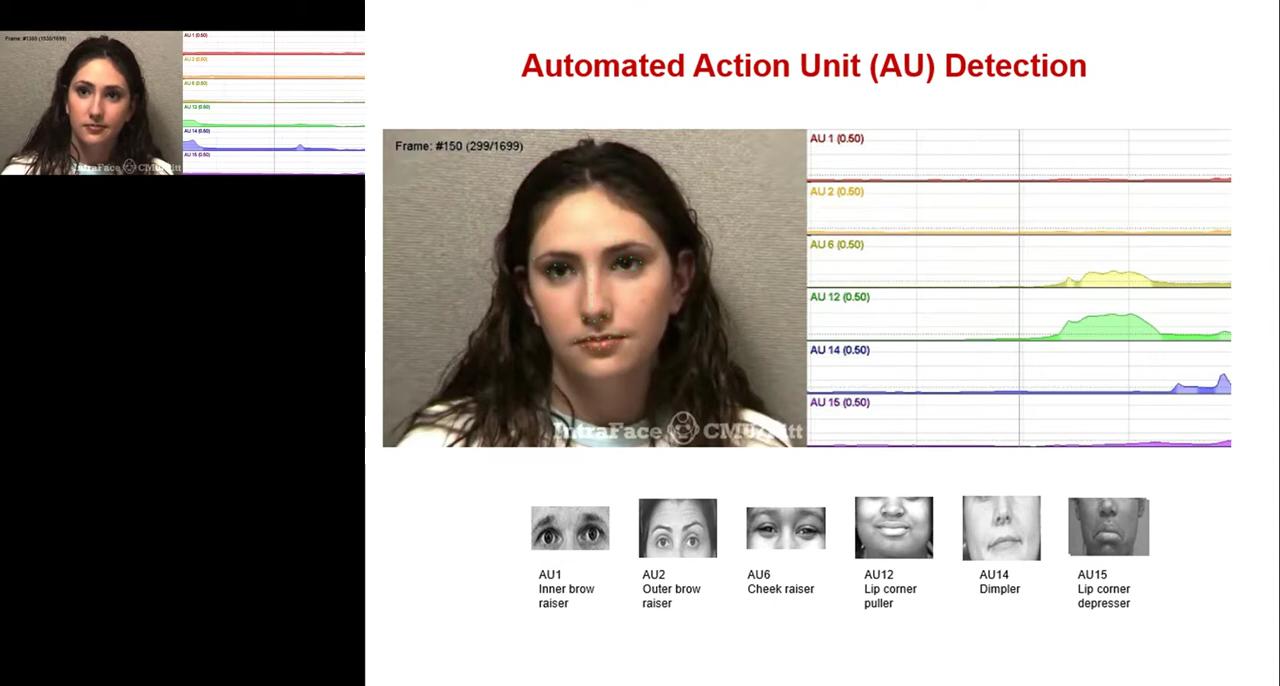 Automated Action Unit (AU) Detection
Frame: #150 (299/1699)
AU 1 (0.50)
AU 2 (0.50)
AU 6 (0.50)
AU 12 (0.50)
AU 14 (0.50)
AU 15 (0.50)
IntraFace
AU1
Inner brow
raiser
AU2
Outer brow
raiser
AU6
Cheek raiser
AU12
Lip corner
puller
AU14
Dimpler
AU15
Lip corner
depresser